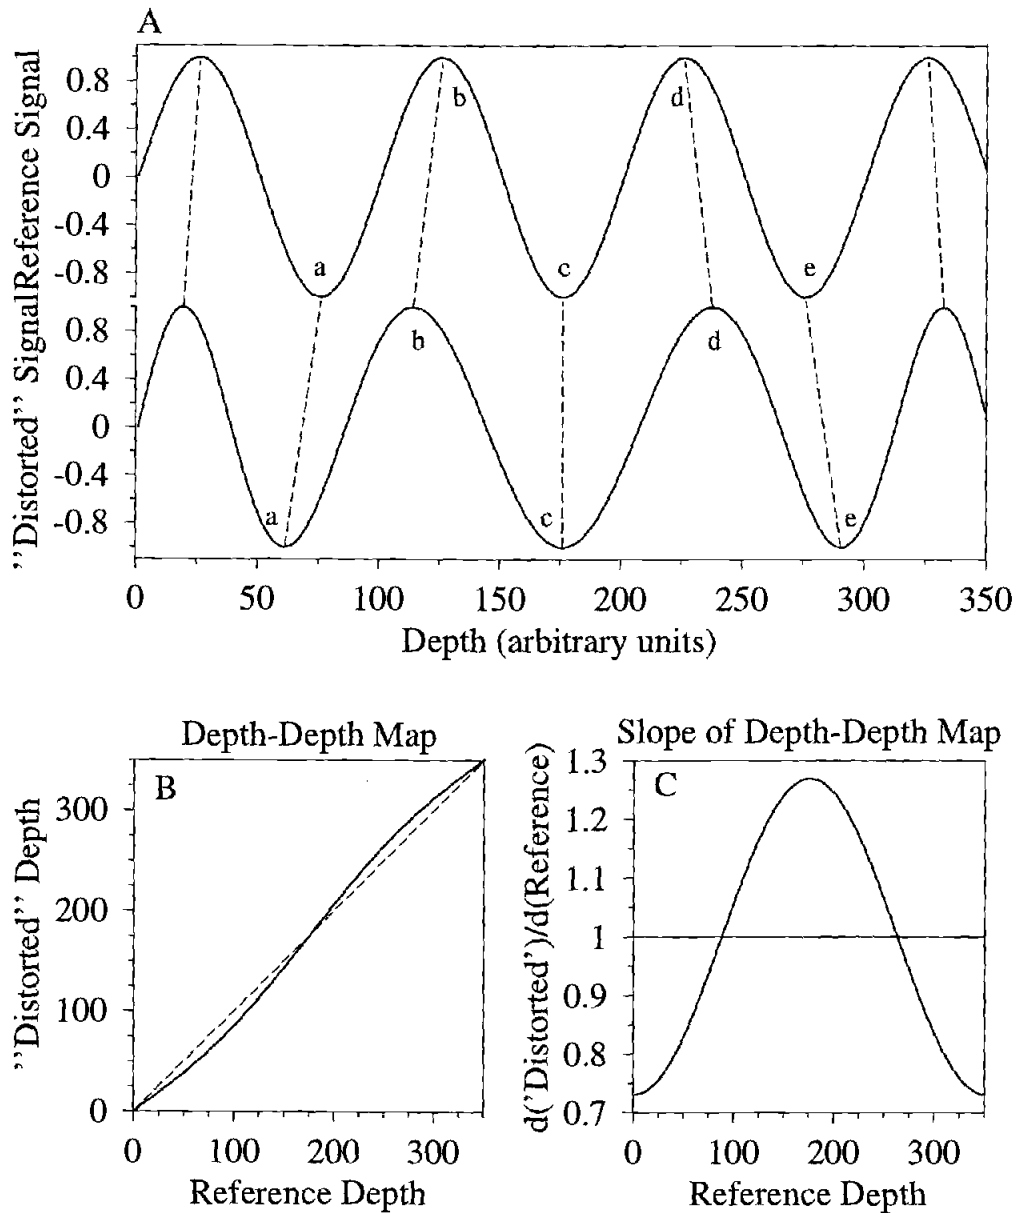 A
''Distorted'' Signal Reference Signal
0.8
0.4
0
-0.4
-0.8
0.8
0.4
0
-0.4
-0.8
a
b
c
d
e
a
b
c
d
e
0 50 100 150 200 250 300 350
Depth (arbitrary units)
Depth-Depth Map
B
''Distorted'' Depth
300
200
100
0
0 100 200 300
Reference Depth
Slope of Depth-Depth Map
C
d('Distorted')/d(Reference)
1.3
1.2
1.1
1
0.9
0.8
0.7
0 100 200 300
Reference Depth